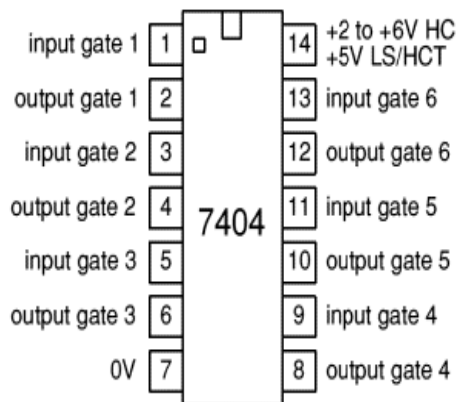 input gate 1 1
output gate 1 2
input gate 2 3
output gate 2 4
input gate 3 5
output gate 3 6
0V 7
7404
14 +2 to +6V HC
+5V LS/HCT
13 input gate 6
12 output gate 6
11 input gate 5
10 output gate 5
9 input gate 4
8 output gate 4